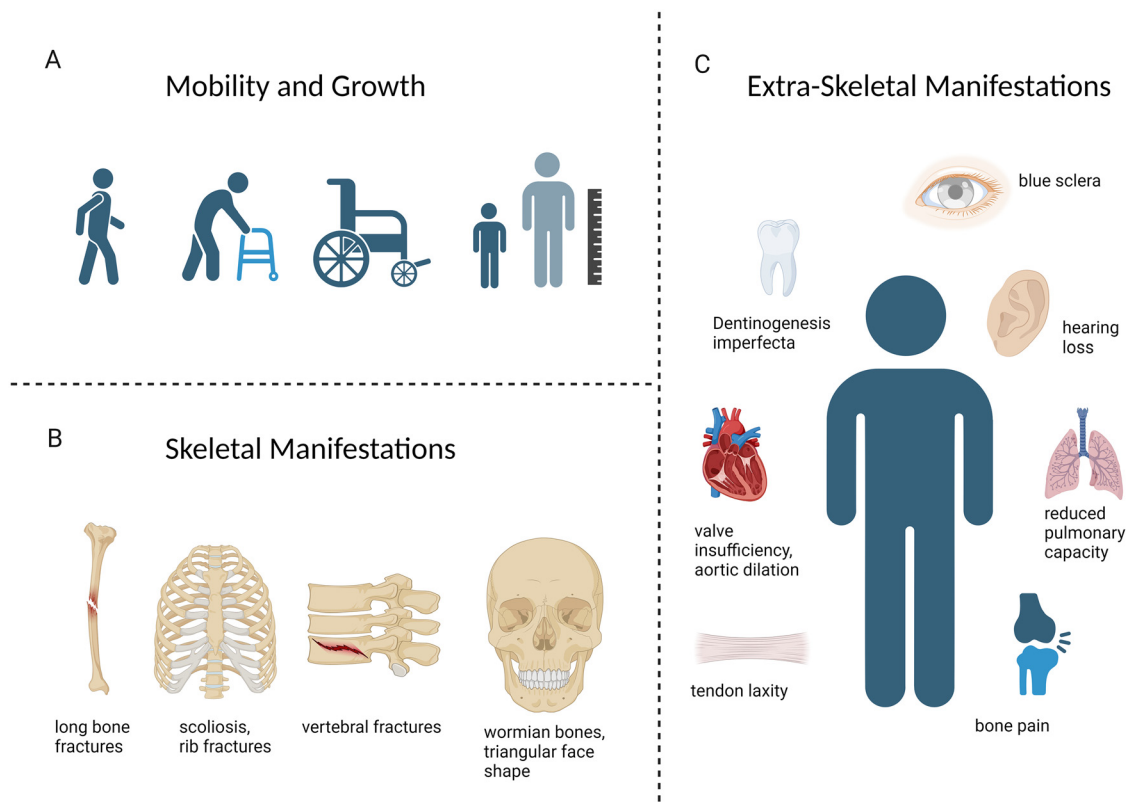 A
Mobility and Growth
B
Skeletal Manifestations
long bone
fractures
scoliosis,
rib fractures
vertebral fractures
wormian bones,
triangular face
shape
C
Extra-Skeletal Manifestations
blue sclera
Dentinogenesis
imperfecta
hearing
loss
valve
insufficiency,
aortic dilation
reduced
pulmonary
capacity
tendon laxity
bone pain